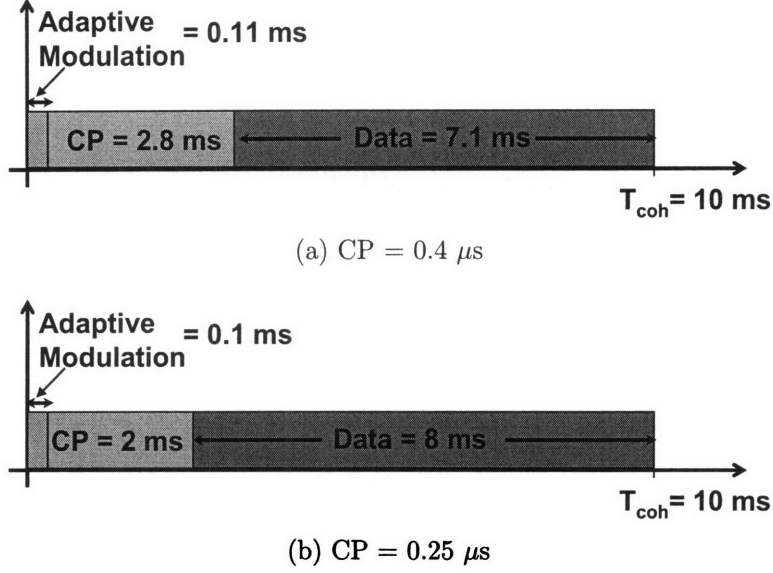 Adaptive
Modulation = 0.11 ms
CP = 2.8 ms
Data = 7.1 ms
T_coh = 10 ms
(a) CP = 0.4 μs
Adaptive
Modulation = 0.1 ms
CP = 2 ms
Data = 8 ms
T_coh = 10 ms
(b) CP = 0.25 μs